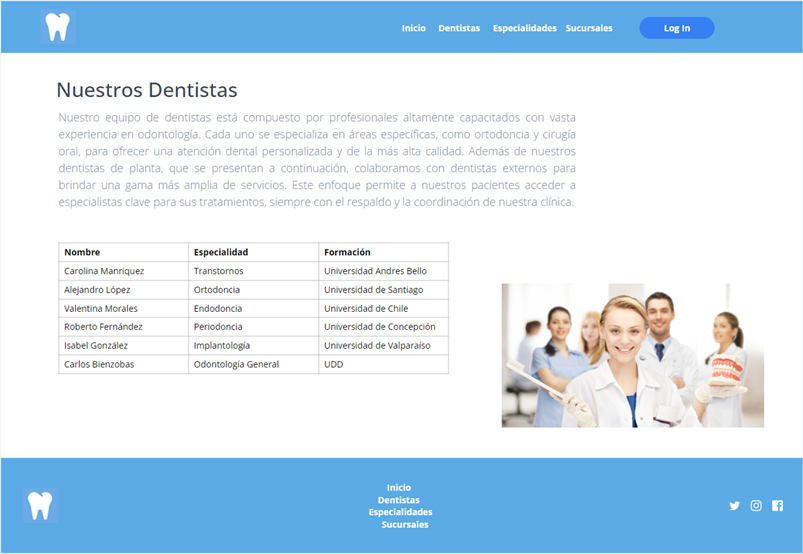 Inicio Dentistas Especialidades Sucursales Log In
Nuestros Dentistas
Nuestro equipo de dentistas está compuesto por profesionales altamente capacitados con vasta
experiencia en odontología. Cada uno se especializa en áreas específicas, como ortodoncia y cirugía
oral, para ofrecer una atención dental personalizada y de la más alta calidad. Además de nuestros
dentistas de planta, que se presentan a continuación, colaboramos con dentistas externos para
brindar una gama más amplia de servicios. Este enfoque permite a nuestros pacientes acceder a
especialistas clave para sus tratamientos, siempre con el respaldo y la coordinación de nuestra clínica.
Nombre Especialidad Formación
Carolina Manriquez Transtornos Universidad Andres Bello
Alejandro López Ortodoncia Universidad de Santiago
Valentina Morales Endodoncia Universidad de Chile
Roberto Fernández Periodoncia Universidad de Concepción
Isabel González Implantología Universidad de Valparaíso
Carlos Bienzobas Odontología General UDD
Inicio
Dentistas
Especialidades
Sucursales